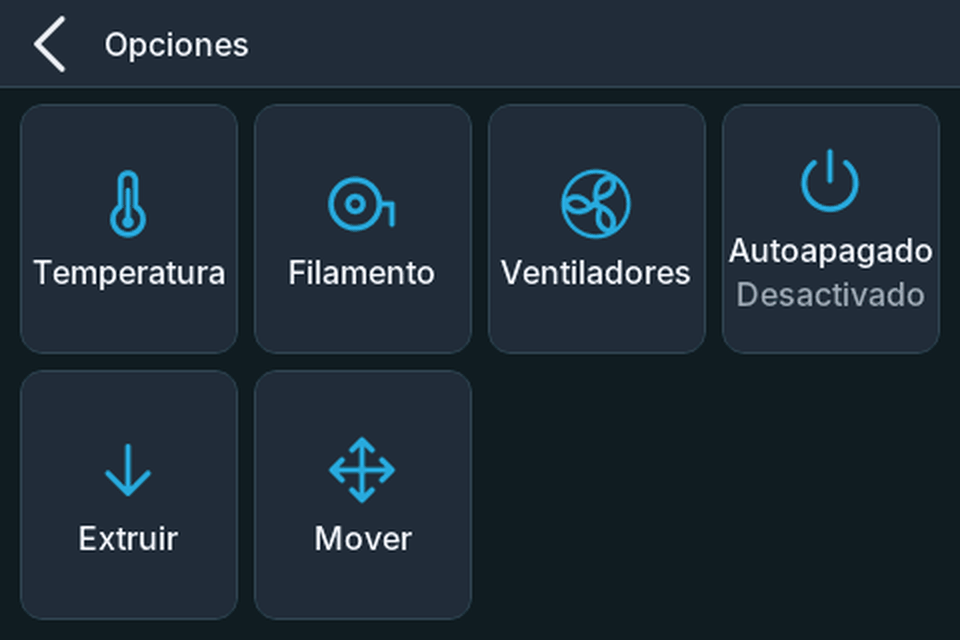 Opciones
Temperatura
Filamento
Ventiladores
Autoapagado
Desactivado
Extruir
Mover